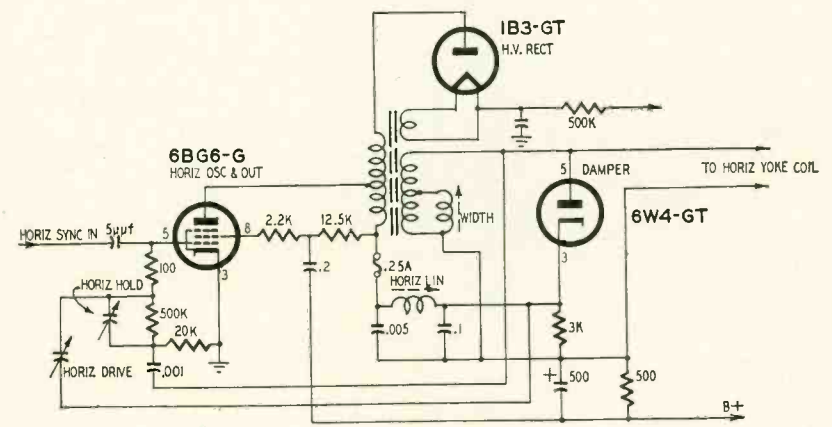 1B3-GT
H.V. RECT
500K
6BG6-G
HORIZ OSC & OUT
5
DAMPER
TO HORIZ YOKE COIL
HORIZ SYNC IN
5µµf
5
8
2.2K
12.5K
WIDTH
6W4-GT
3
100
.2
.25A
HORIZ LIN
3
HORIZ HOLD
500K
20K
.005
.1
3K
HORIZ DRIVE
.001
+
500
500
B+